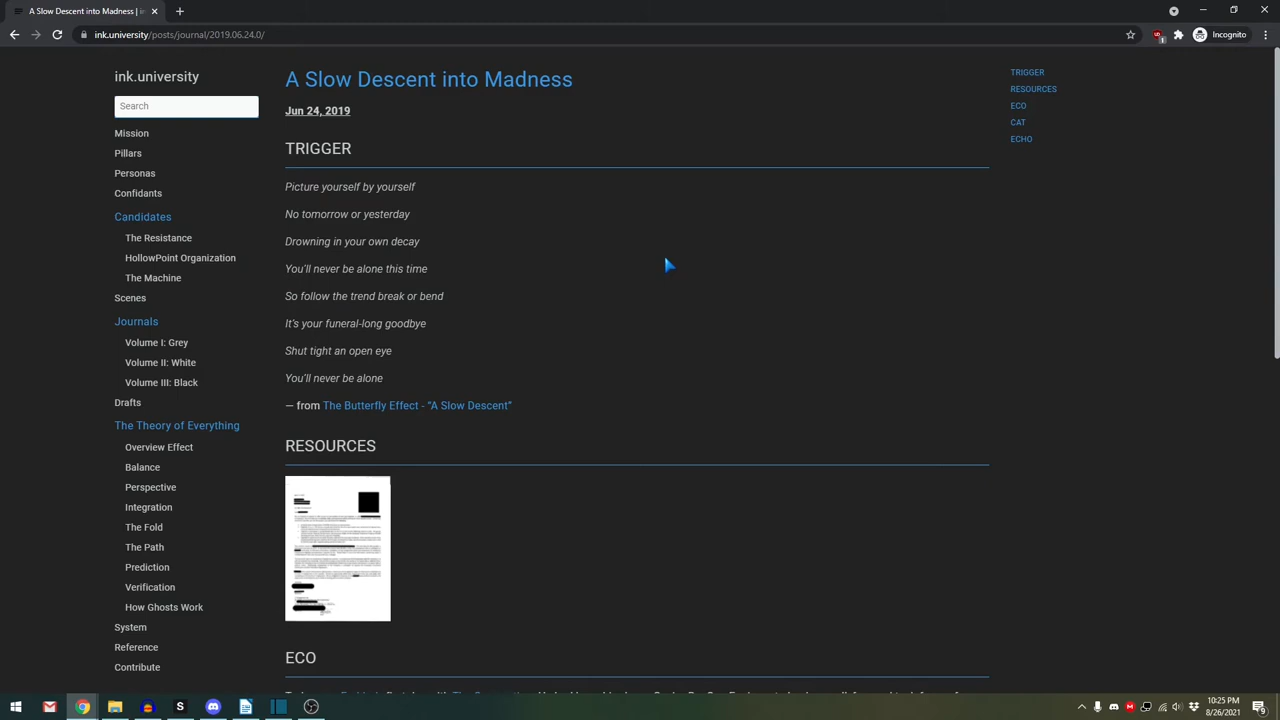 A Slow Descent into Madness
ink.university/posts/journal/2019.06.24.0/
Incognito
ink.university
Search
Mission
Pillars
Personas
Confidants
Candidates
The Resistance
HollowPoint Organization
The Machine
Scenes
Journals
Volume I: Grey
Volume II: White
Volume III: Black
Drafts
The Theory of Everything
Overview Effect
Balance
Perspective
Integration
The Fold
The Path
Prediction
Verification
How Ghosts Work
System
Reference
Contribute
A Slow Descent into Madness
Jun 24, 2019
TRIGGER
Picture yourself by yourself
No tomorrow or yesterday
Drowning in your own decay
You’ll never be alone this time
So follow the trend break or bend
It’s your funeral-long goodbye
Shut tight an open eye
You’ll never be alone
— from The Butterfly Effect - “A Slow Descent”
RESOURCES
ECO
TRIGGER
RESOURCES
ECO
CAT
ECHO
10:25 PM
8/26/2021